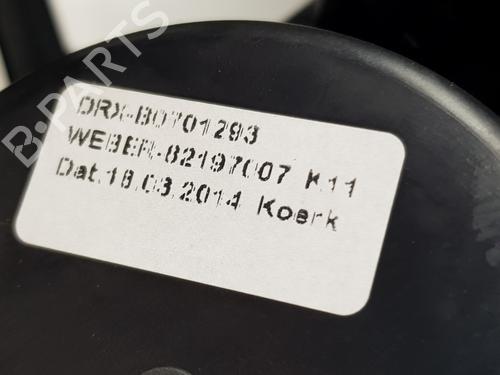 DRX-B0701293
WEBER-82197007 K11
Dat.18.03.2014 Koerk
B-PARTS